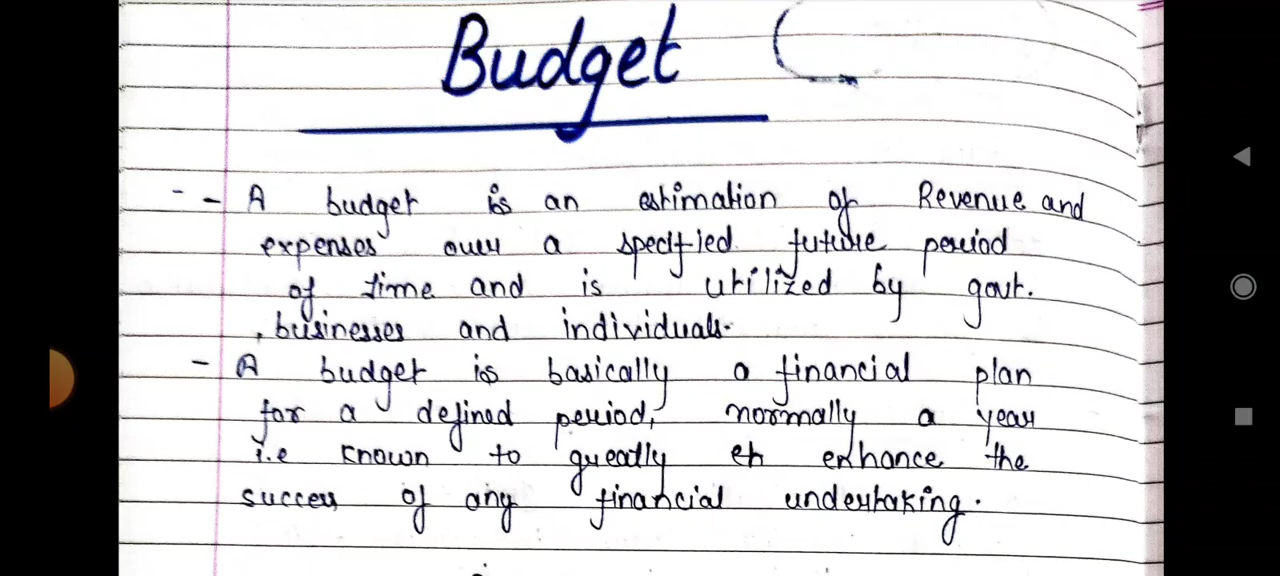 Budget
- - A budget is an estimation of Revenue and
expenses over a specified future period
of time and is utilized by govt.
, businesses and individuals.
- A budget is basically a financial plan
for a defined period, normally a year
i.e known to greatly eh enhance the
success of any financial undertaking.